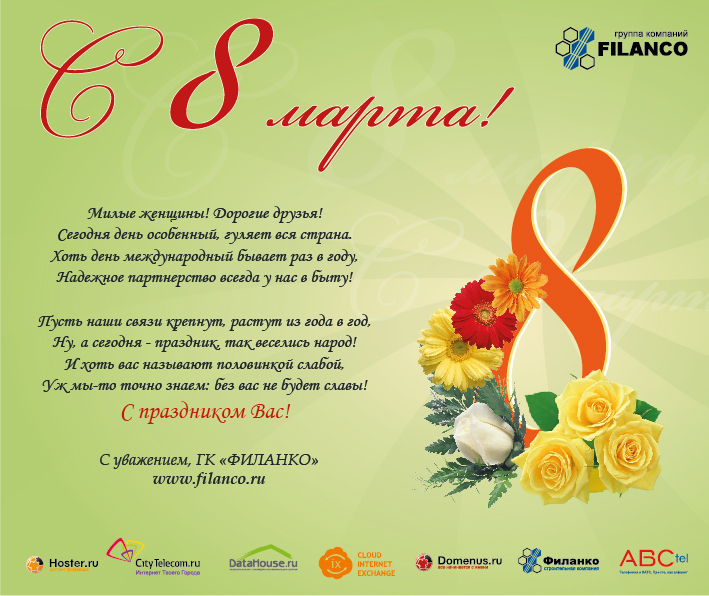 С 8 марта!
группа компаний
FILANCO
Милые женщины! Дорогие друзья!
Сегодня день особенный, гуляет вся страна.
Хоть день международный бывает раз в году,
Надежное партнерство всегда у нас в быту!
Пусть наши связи крепнут, растут из года в год,
Ну, а сегодня - праздник, так веселись народ!
И хоть вас называют половинкой слабой,
Уж мы-то точно знаем: без вас не будет славы!
С праздником Вас!
С уважением, ГК «ФИЛАНКО»
www.filanco.ru
Hoster.ru
CityTelecom.ru
Интернет Твоего Города
DataHouse.ru
IX
CLOUD
INTERNET
EXCHANGE
Domenus.ru
все начинается с имени
Филанко
строительная компания
ABCtel